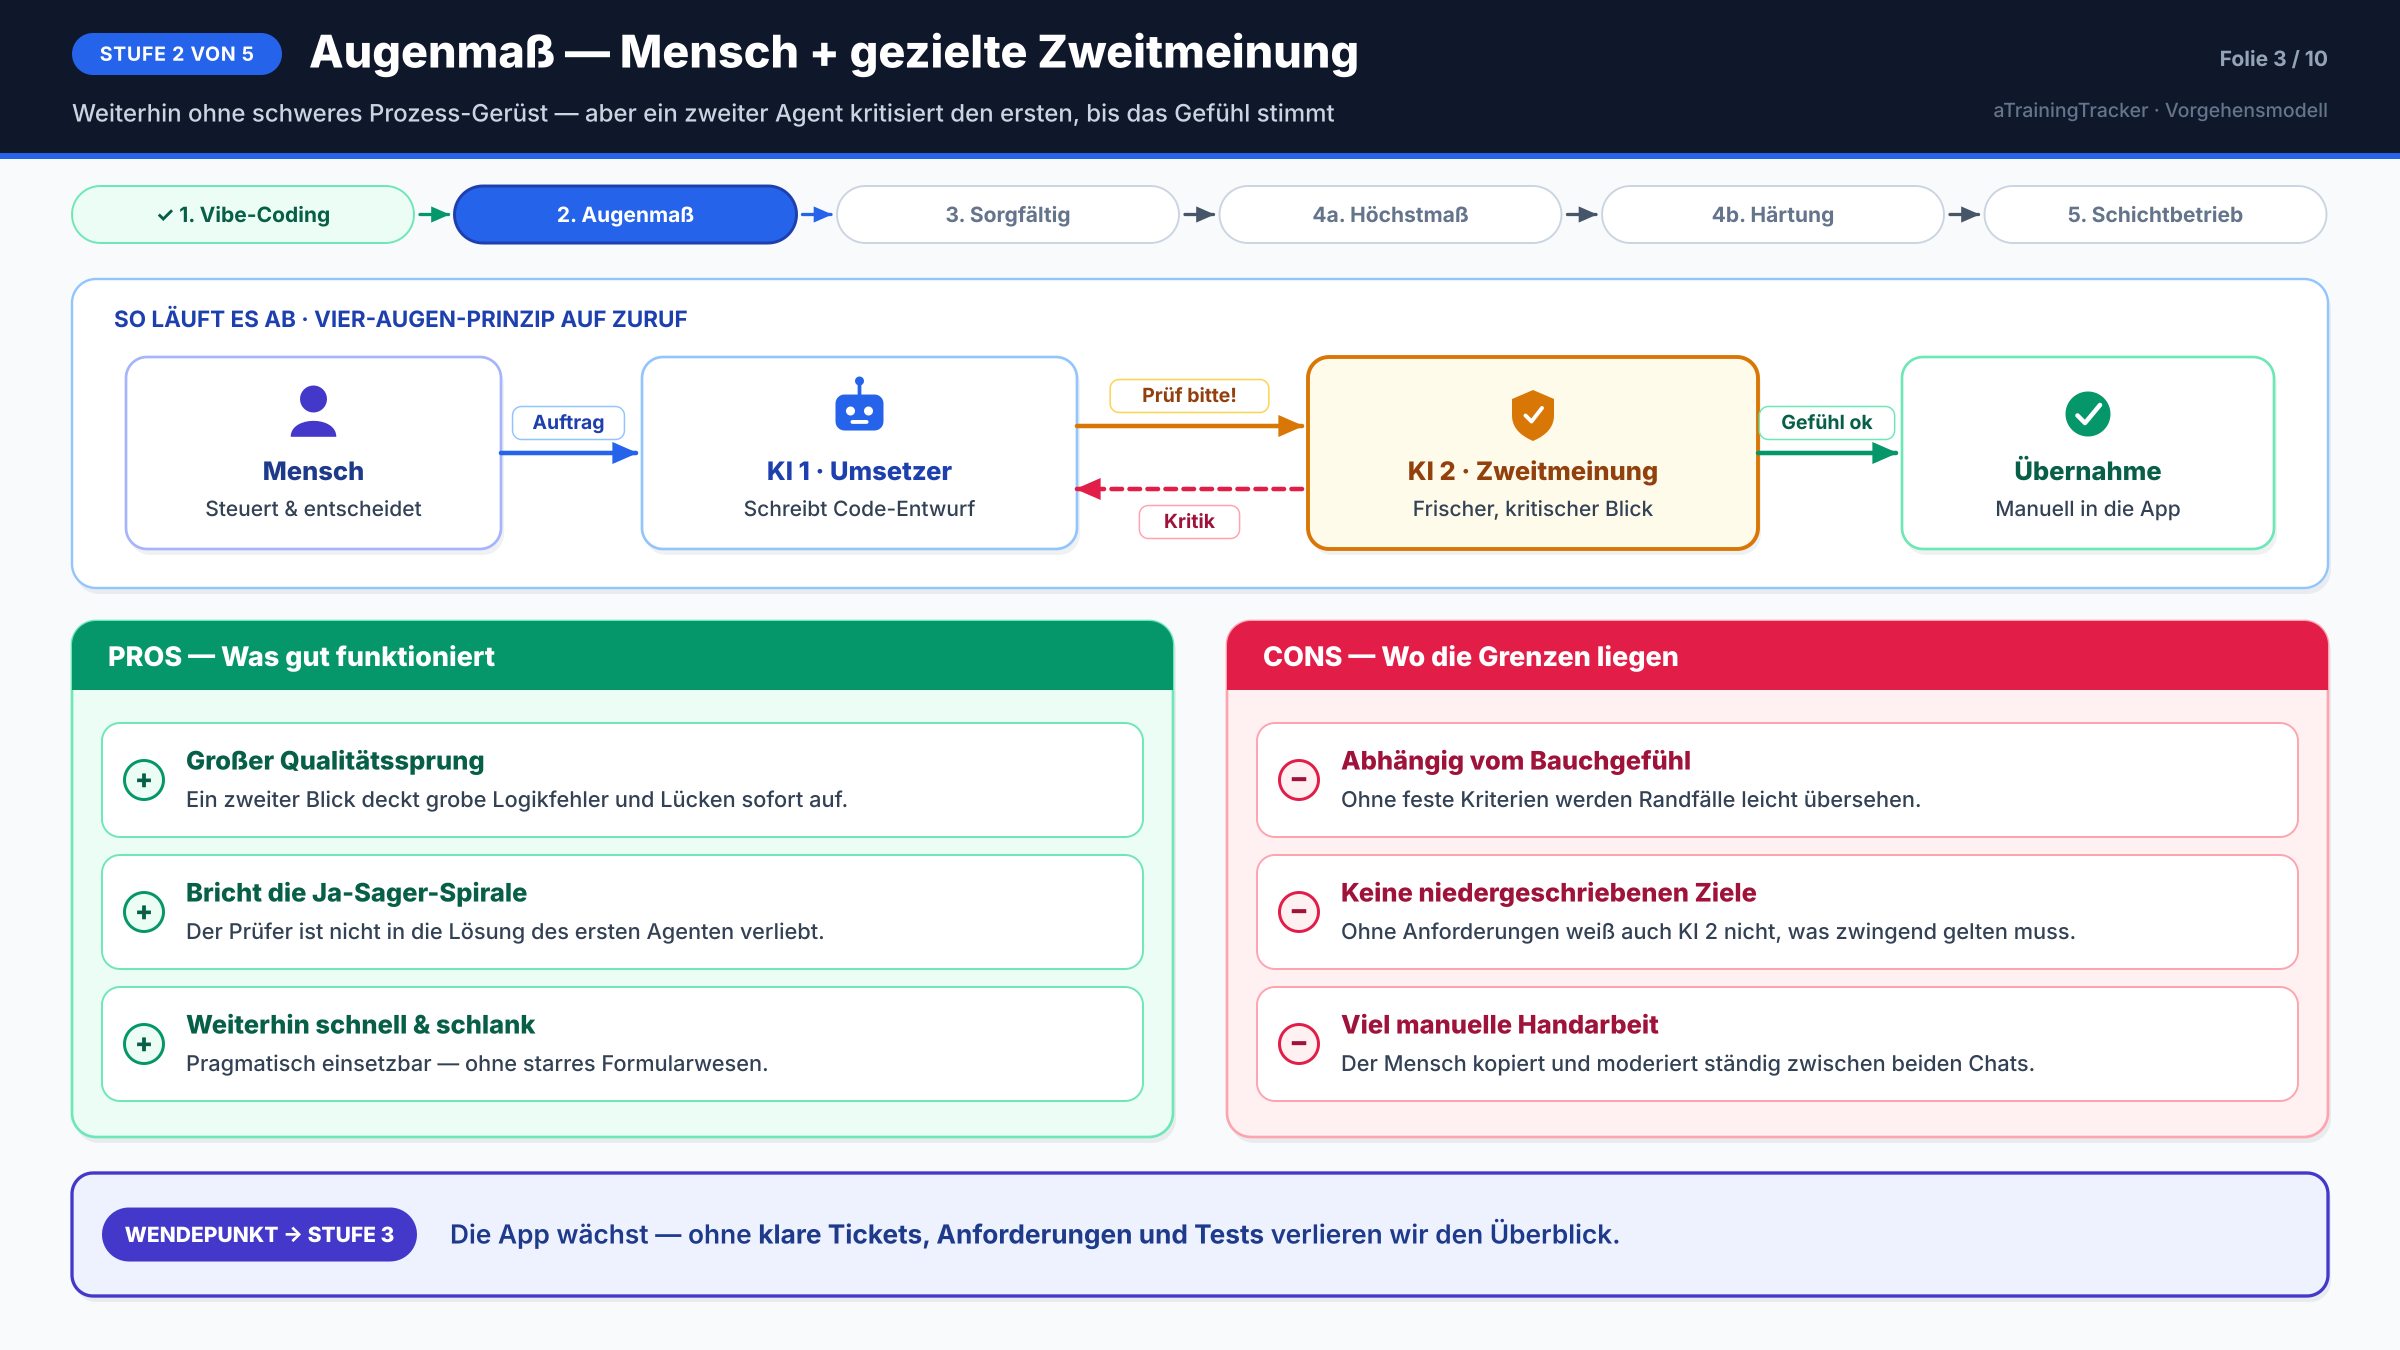 STUFE 2 VON 5
Augenmaß — Mensch + gezielte Zweitmeinung
Folie 3 / 10
Weiterhin ohne schweres Prozess-Gerüst — aber ein zweiter Agent kritisiert den ersten, bis das Gefühl stimmt
aTrainingTracker · Vorgehensmodell
✓ 1. Vibe-Coding
2. Augenmaß
3. Sorgfältig
4a. Höchstmaß
4b. Härtung
5. Schichtbetrieb
SO LÄUFT ES AB · VIER-AUGEN-PRINZIP AUF ZURUF
Mensch
Steuert & entscheidet
Auftrag
KI 1 · Umsetzer
Schreibt Code-Entwurf
Prüf bitte!
Kritik
KI 2 · Zweitmeinung
Frischer, kritischer Blick
Gefühl ok
Übernahme
Manuell in die App
PROS — Was gut funktioniert
Großer Qualitätssprung
Ein zweiter Blick deckt grobe Logikfehler und Lücken sofort auf.
Bricht die Ja-Sager-Spirale
Der Prüfer ist nicht in die Lösung des ersten Agenten verliebt.
Weiterhin schnell & schlank
Pragmatisch einsetzbar — ohne starres Formularwesen.
CONS — Wo die Grenzen liegen
Abhängig vom Bauchgefühl
Ohne feste Kriterien werden Randfälle leicht übersehen.
Keine niedergeschriebenen Ziele
Ohne Anforderungen weiß auch KI 2 nicht, was zwingend gelten muss.
Viel manuelle Handarbeit
Der Mensch kopiert und moderiert ständig zwischen beiden Chats.
WENDEPUNKT → STUFE 3
Die App wächst — ohne klare Tickets, Anforderungen und Tests verlieren wir den Überblick.